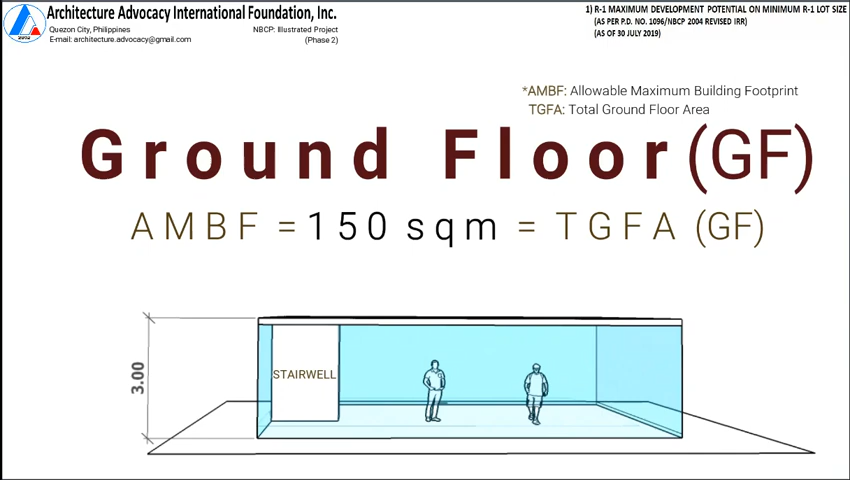 Architecture Advocacy International Foundation, Inc.
Quezon City, Philippines
NBCP: Illustrated Project
E-mail: architecture.advocacy@gmail.com
(Phase 2)
1) R-1 MAXIMUM DEVELOPMENT POTENTIAL ON MINIMUM R-1 LOT SIZE
(AS PER P.D. NO. 1096/NBCP 2004 REVISED IRR)
(AS OF 30 JULY 2019)
*AMBF: Allowable Maximum Building Footprint
TGFA: Total Ground Floor Area
Ground Floor (GF)
AMBF = 150 sqm = TGFA (GF)
3.00
STAIRWELL